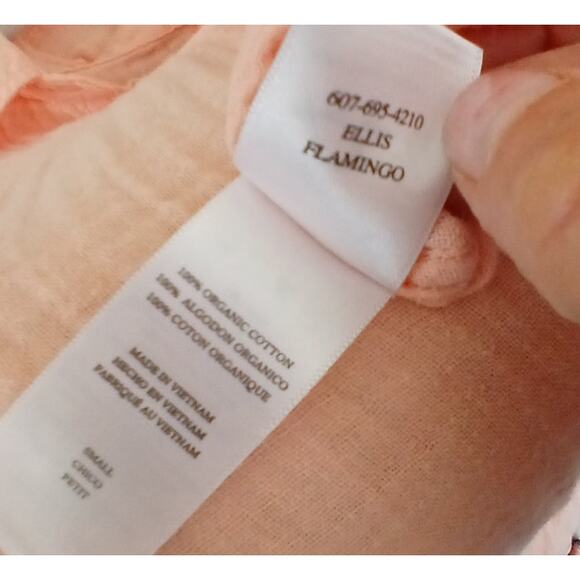 607-695-4210
ELLIS
FLAMINGO
100% ORGANIC COTTON
100% ALGODON ORGANICO
100% COTON ORGANIQUE
MADE IN VIETNAM
HECHO EN VIETNAM
FABRIQUE AU VIETNAM
SMALL
CHICO
PETIT